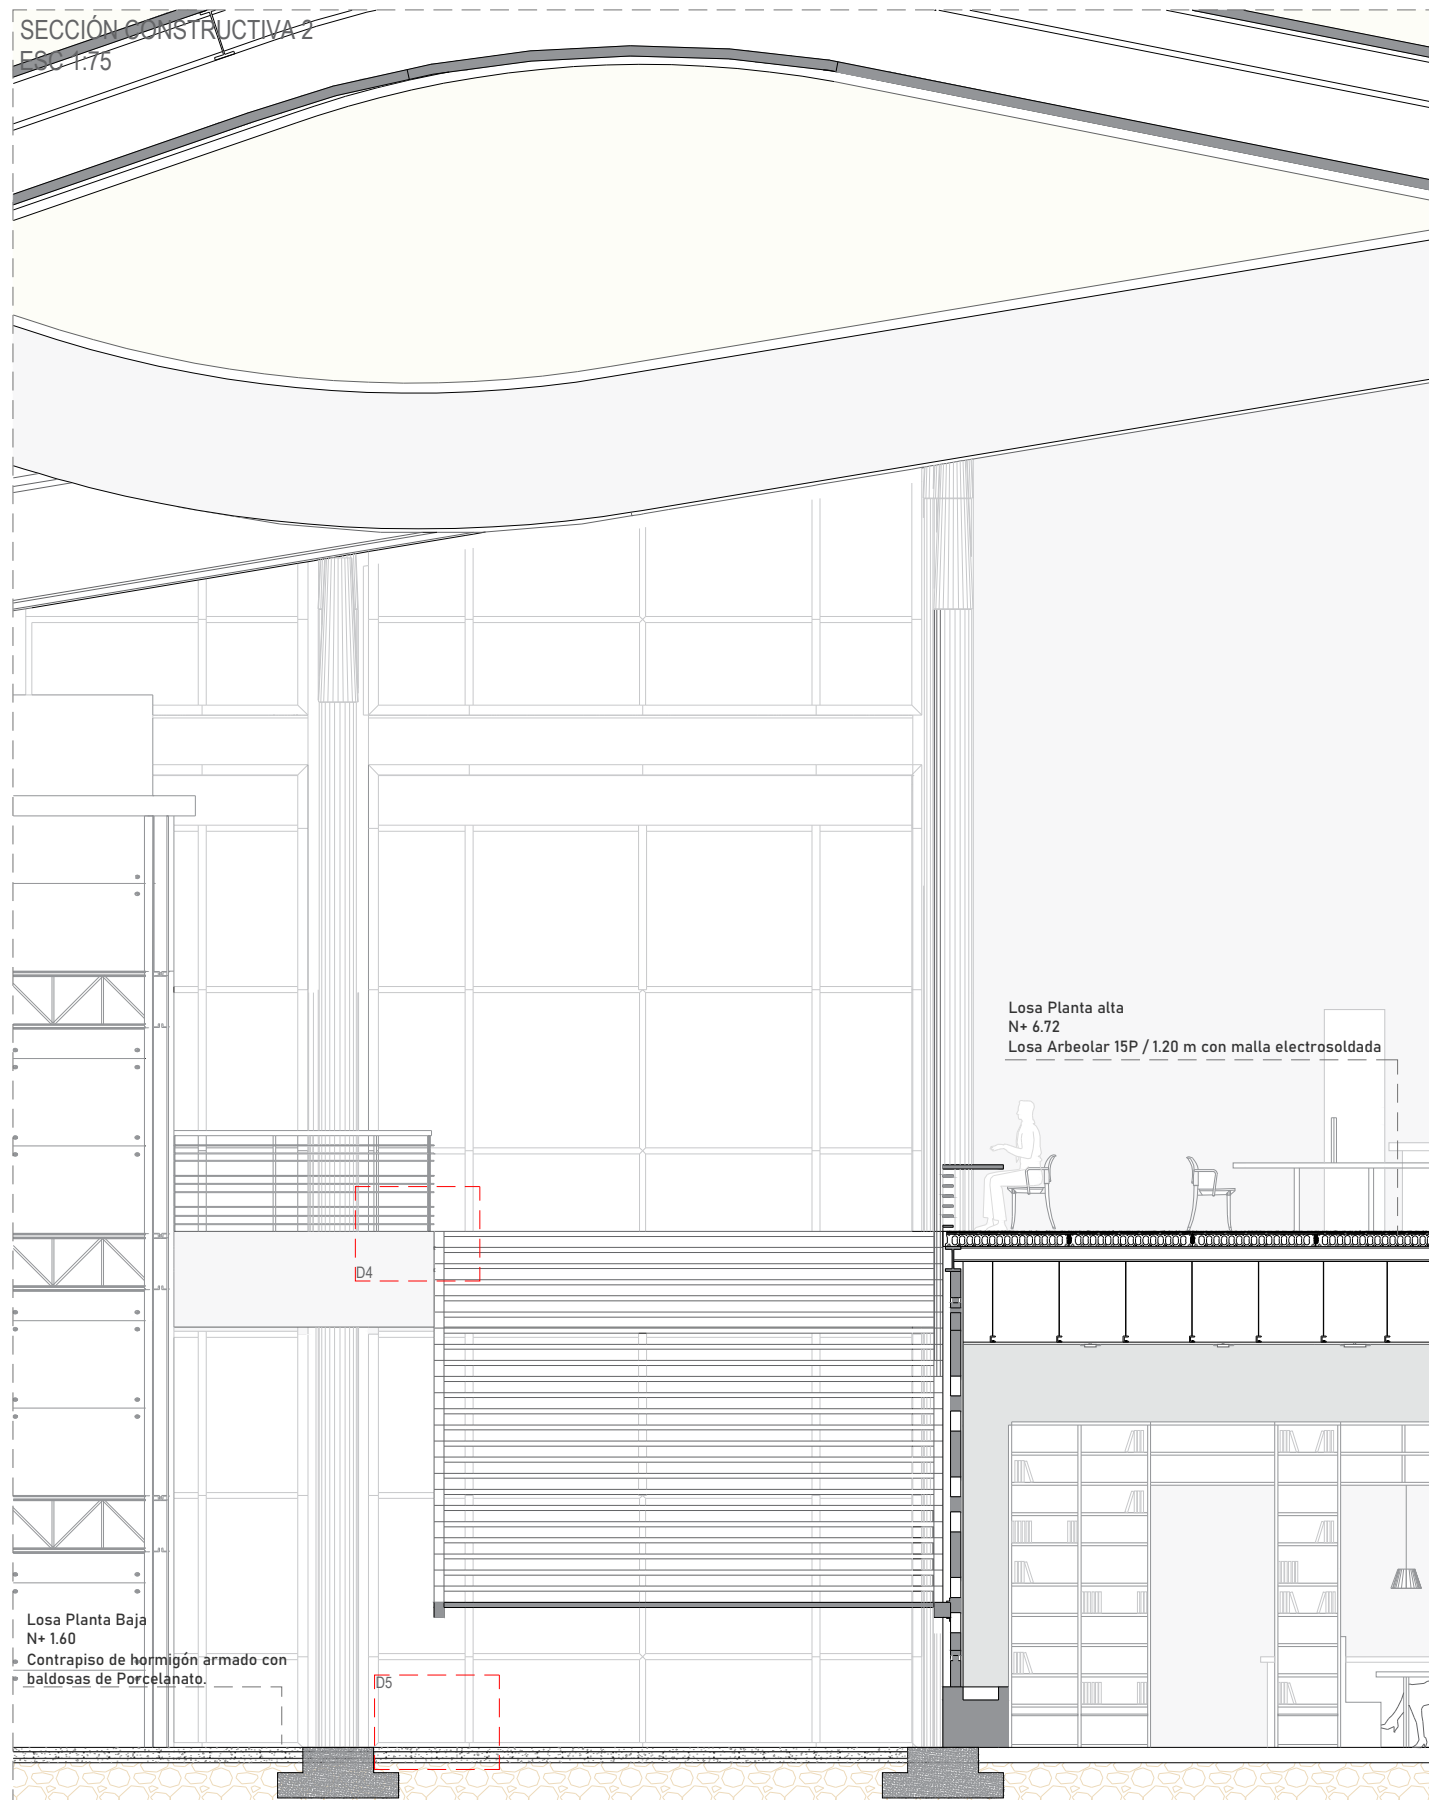 SECCIÓN CONSTRUCTIVA 2
ESC 1:75
Losa Planta alta
N+ 6.72
Losa Arbeolar 15P / 1.20 m con malla electrosoldada
D4
Losa Planta Baja
N+ 1.60
Contrapiso de hormigón armado con
baldosas de Porcelanato.
D5